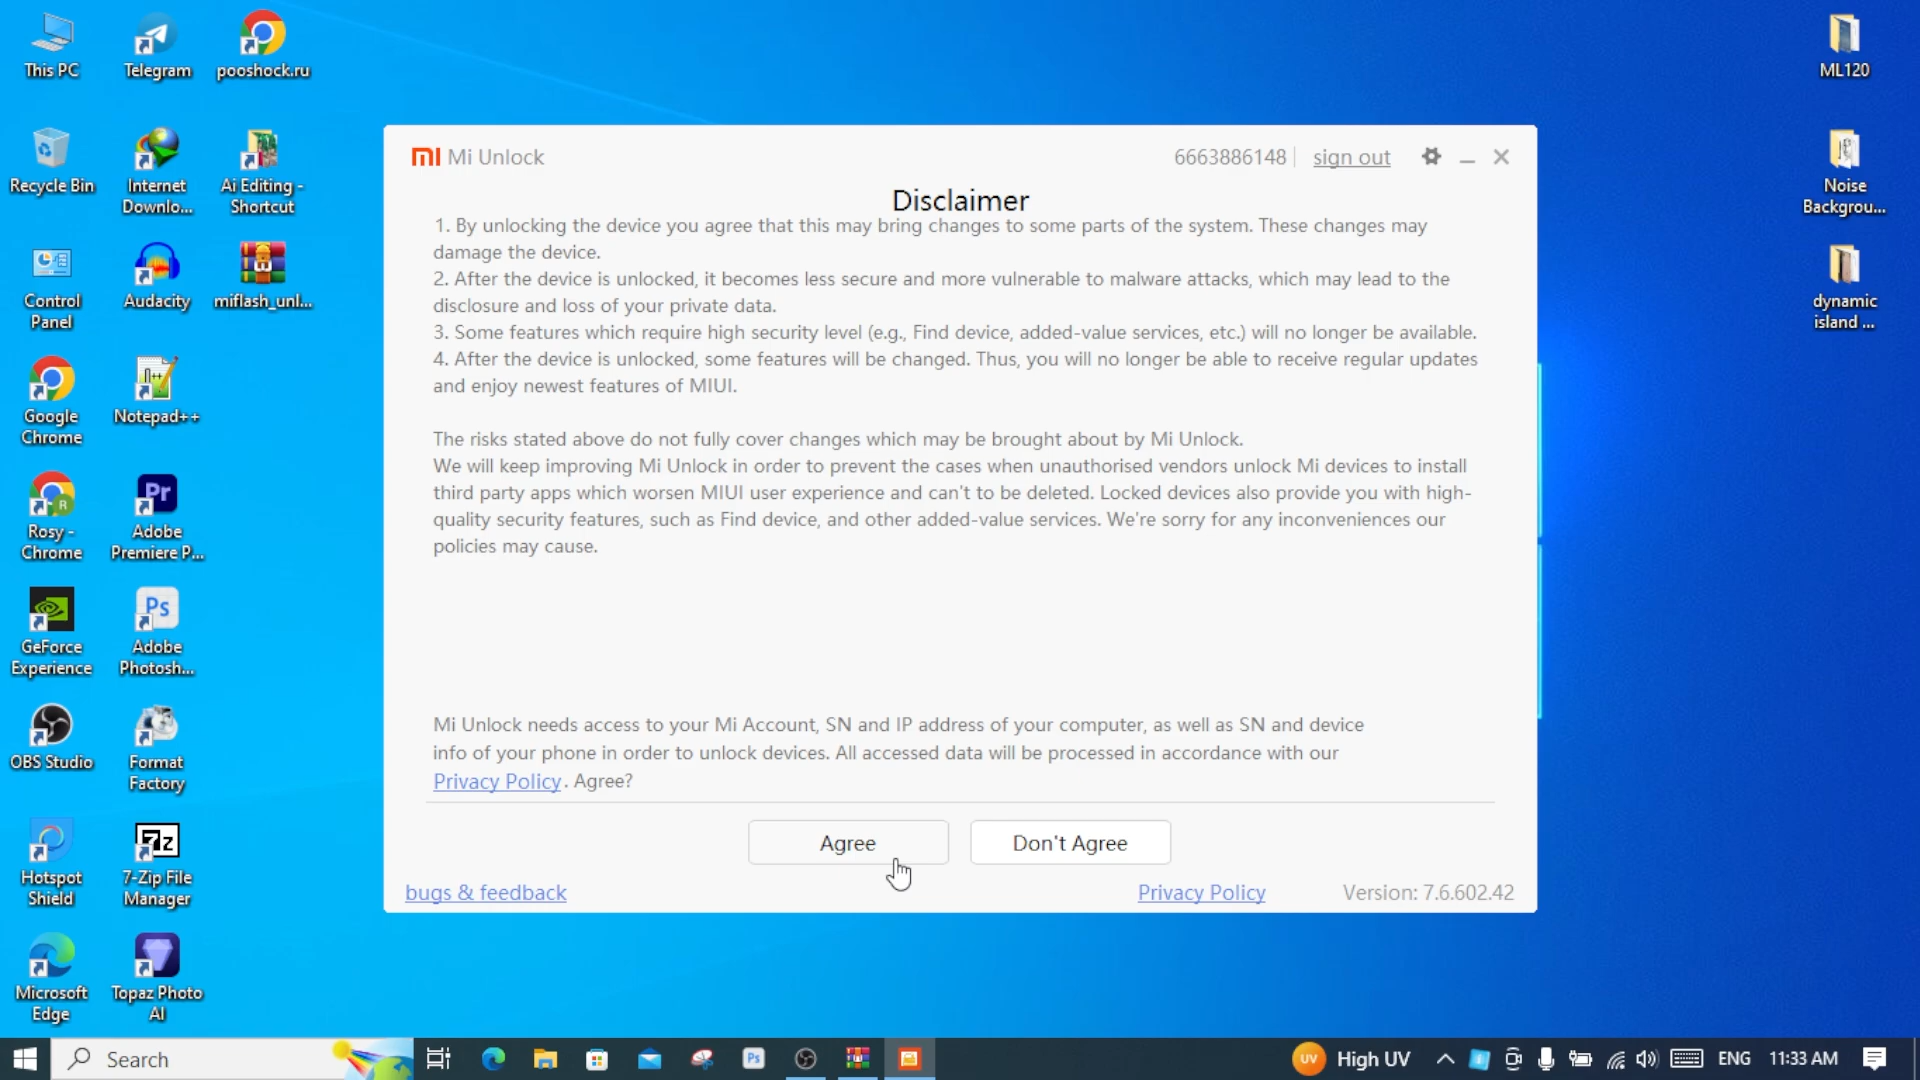 This PC
Telegram
pooshock.ru
ML120
Recycle Bin
Internet
Downlo...
Ai Editing -
Shortcut
Noise
Backgrou...
Control
Panel
Audacity
miflash_unl...
dynamic
island ...
Google
Chrome
Notepad++
Rosy -
Chrome
Adobe
Premiere P...
GeForce
Experience
Adobe
Photosh...
OBS Studio
Format
Factory
Hotspot
Shield
7-Zip File
Manager
Microsoft
Edge
Topaz Photo
AI
Mi Unlock
6663886148
sign out
Disclaimer
1. By unlocking the device you agree that this may bring changes to some parts of the system. These changes may
damage the device.
2. After the device is unlocked, it becomes less secure and more vulnerable to malware attacks, which may lead to the
disclosure and loss of your private data.
3. Some features which require high security level (e.g., Find device, added-value services, etc.) will no longer be available.
4. After the device is unlocked, some features will be changed. Thus, you will no longer be able to receive regular updates
and enjoy newest features of MIUI.
The risks stated above do not fully cover changes which may be brought about by Mi Unlock.
We will keep improving Mi Unlock in order to prevent the cases when unauthorised vendors unlock Mi devices to install
third party apps which worsen MIUI user experience and can't to be deleted. Locked devices also provide you with high-
quality security features, such as Find device, and other added-value services. We're sorry for any inconveniences our
policies may cause.
Mi Unlock needs access to your Mi Account, SN and IP address of your computer, as well as SN and device
info of your phone in order to unlock devices. All accessed data will be processed in accordance with our
Privacy Policy. Agree?
Agree
Don't Agree
bugs & feedback
Privacy Policy
Version: 7.6.602.42
Search
UV
High UV
ENG
11:33 AM